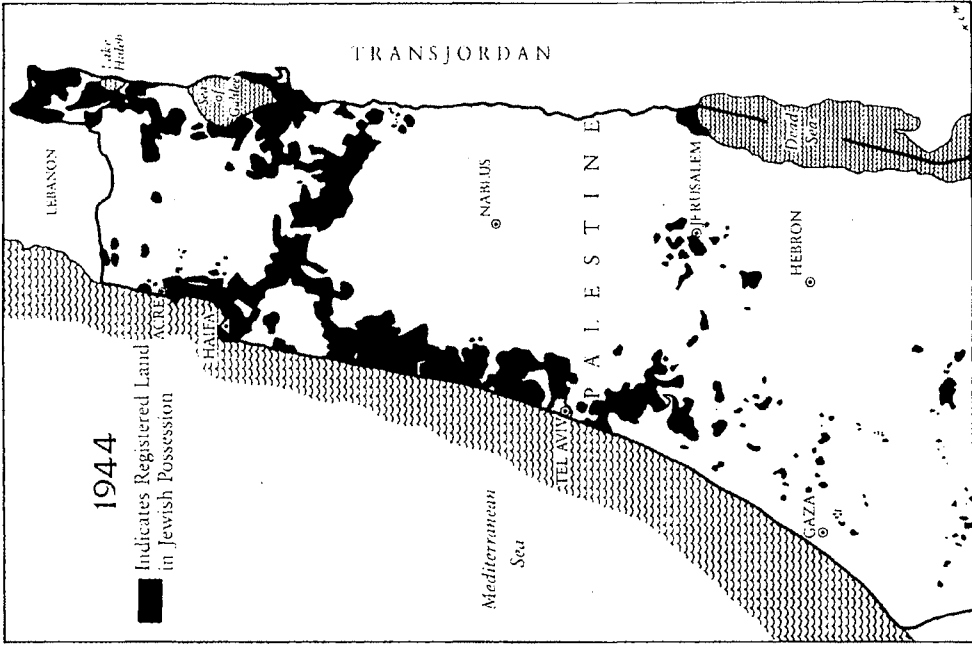 1944
Indicates Registered Land
in Jewish Possession
LEBANON
Lake
Huleh
Sea
of
Galilee
TRANSJORDAN
ACRE
HAIFA
Mediterranean
Sea
NABLUS
TEL AVIV
PALESTINE
JERUSALEM
Dead
Sea
HEBRON
GAZA